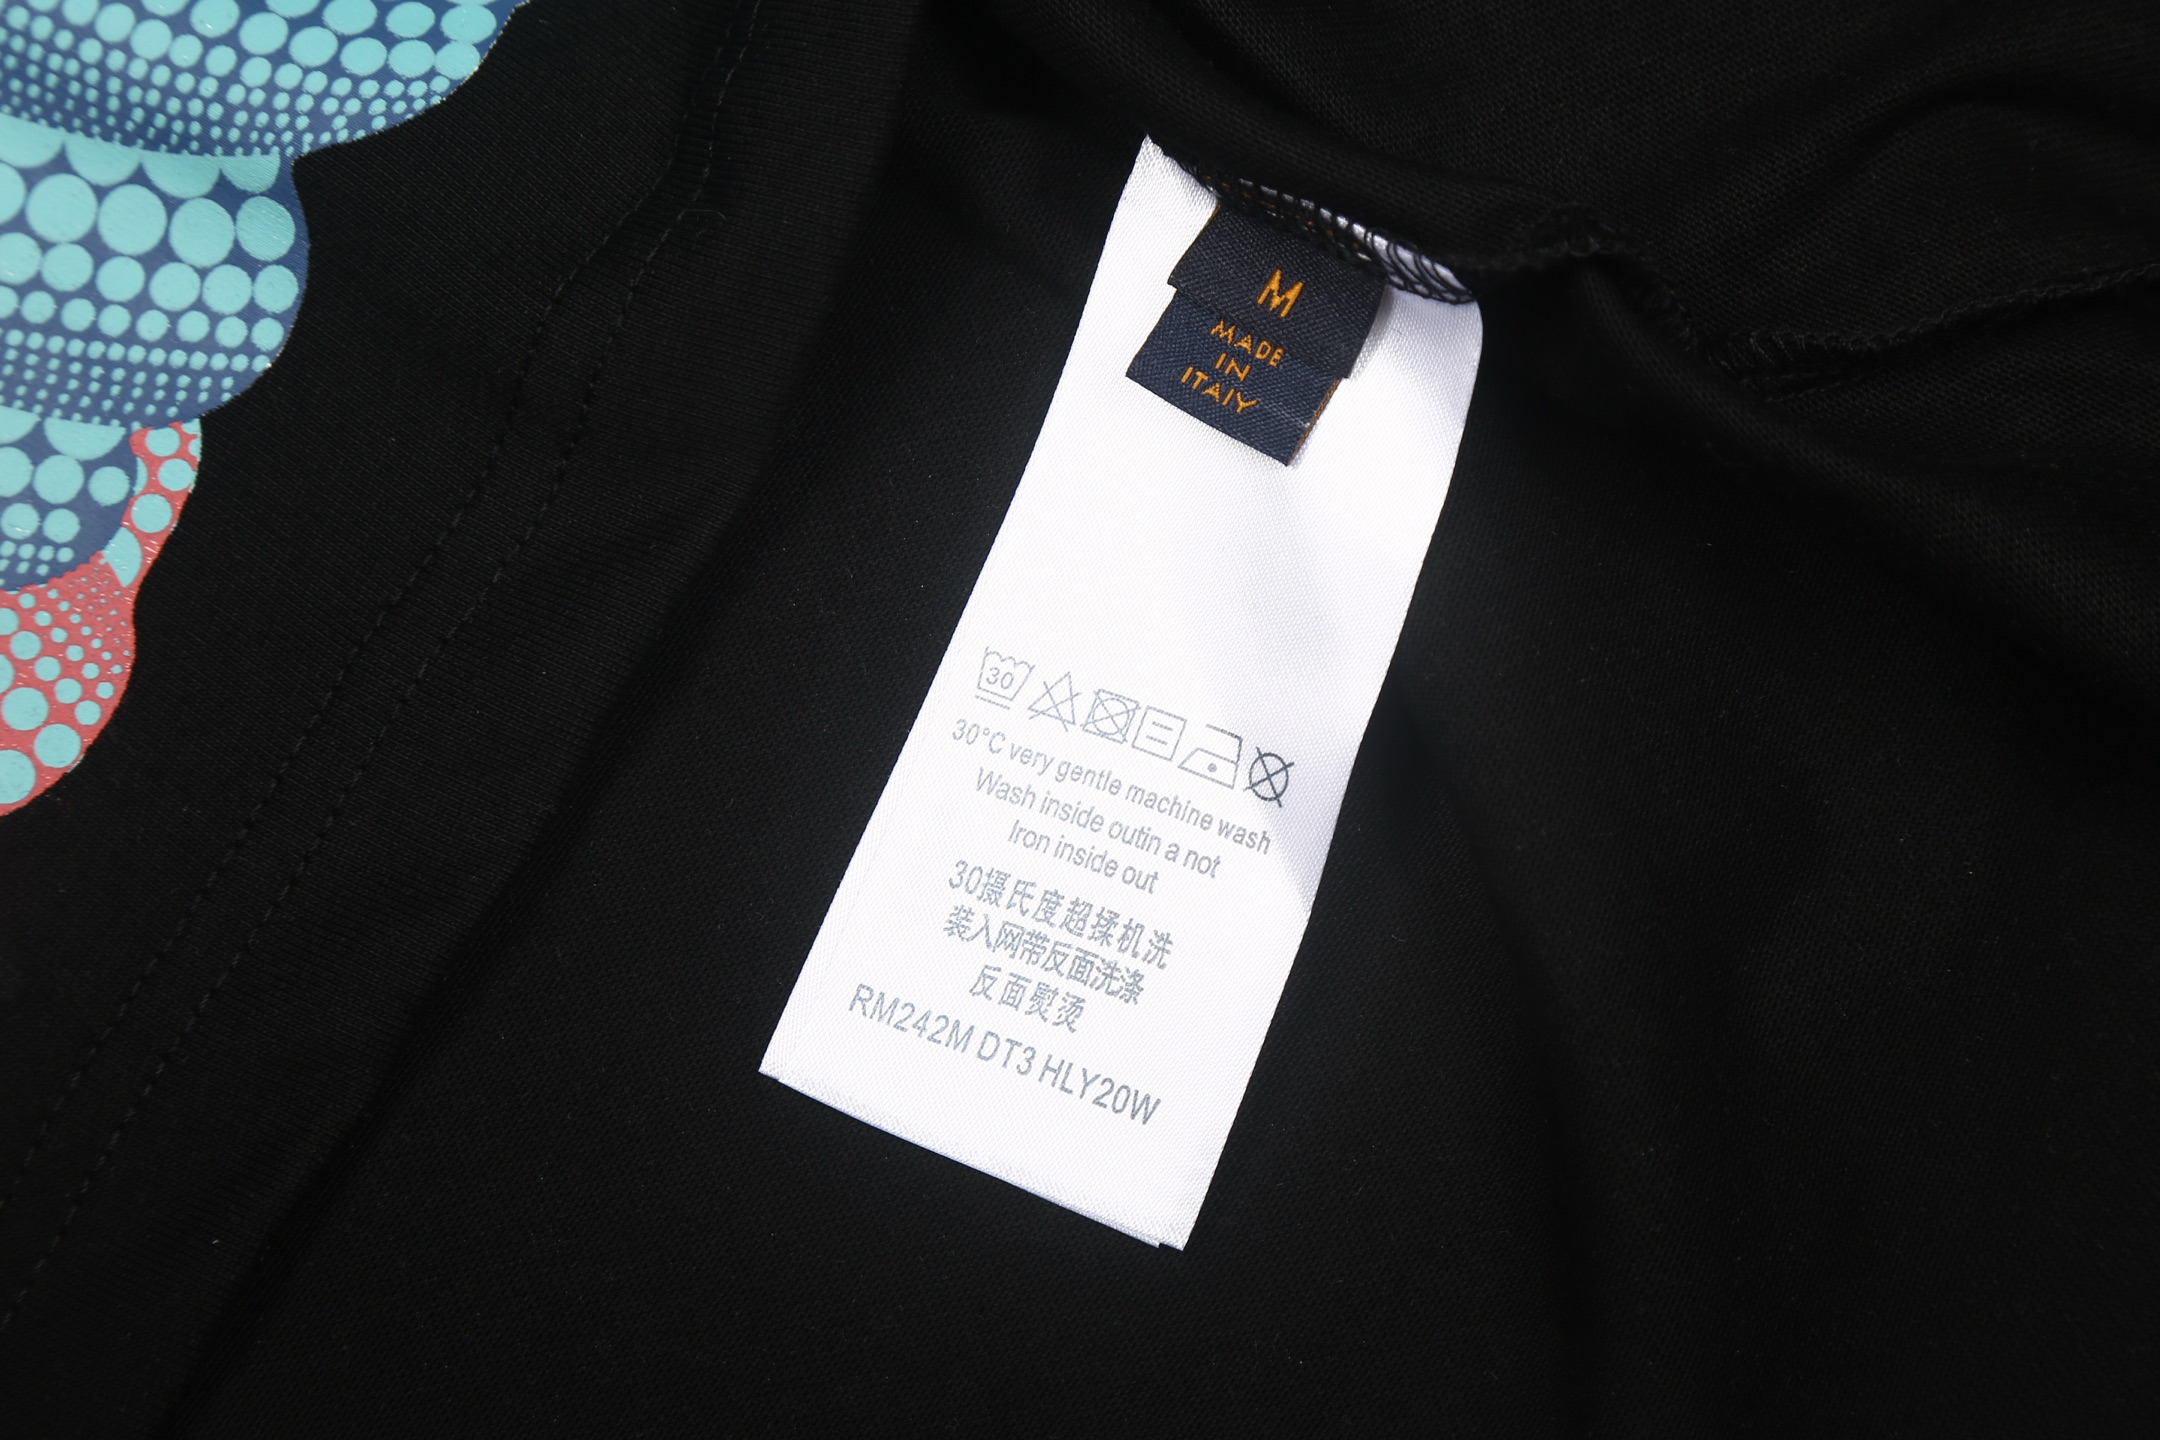 M
MADE
IN
ITAIY
30
30°C very gentle machine wash
Wash inside outin a not
Iron inside out
30摄氏度超揉机洗
装入网带反面洗涤
反面熨烫
RM242M DT3 HLY20W